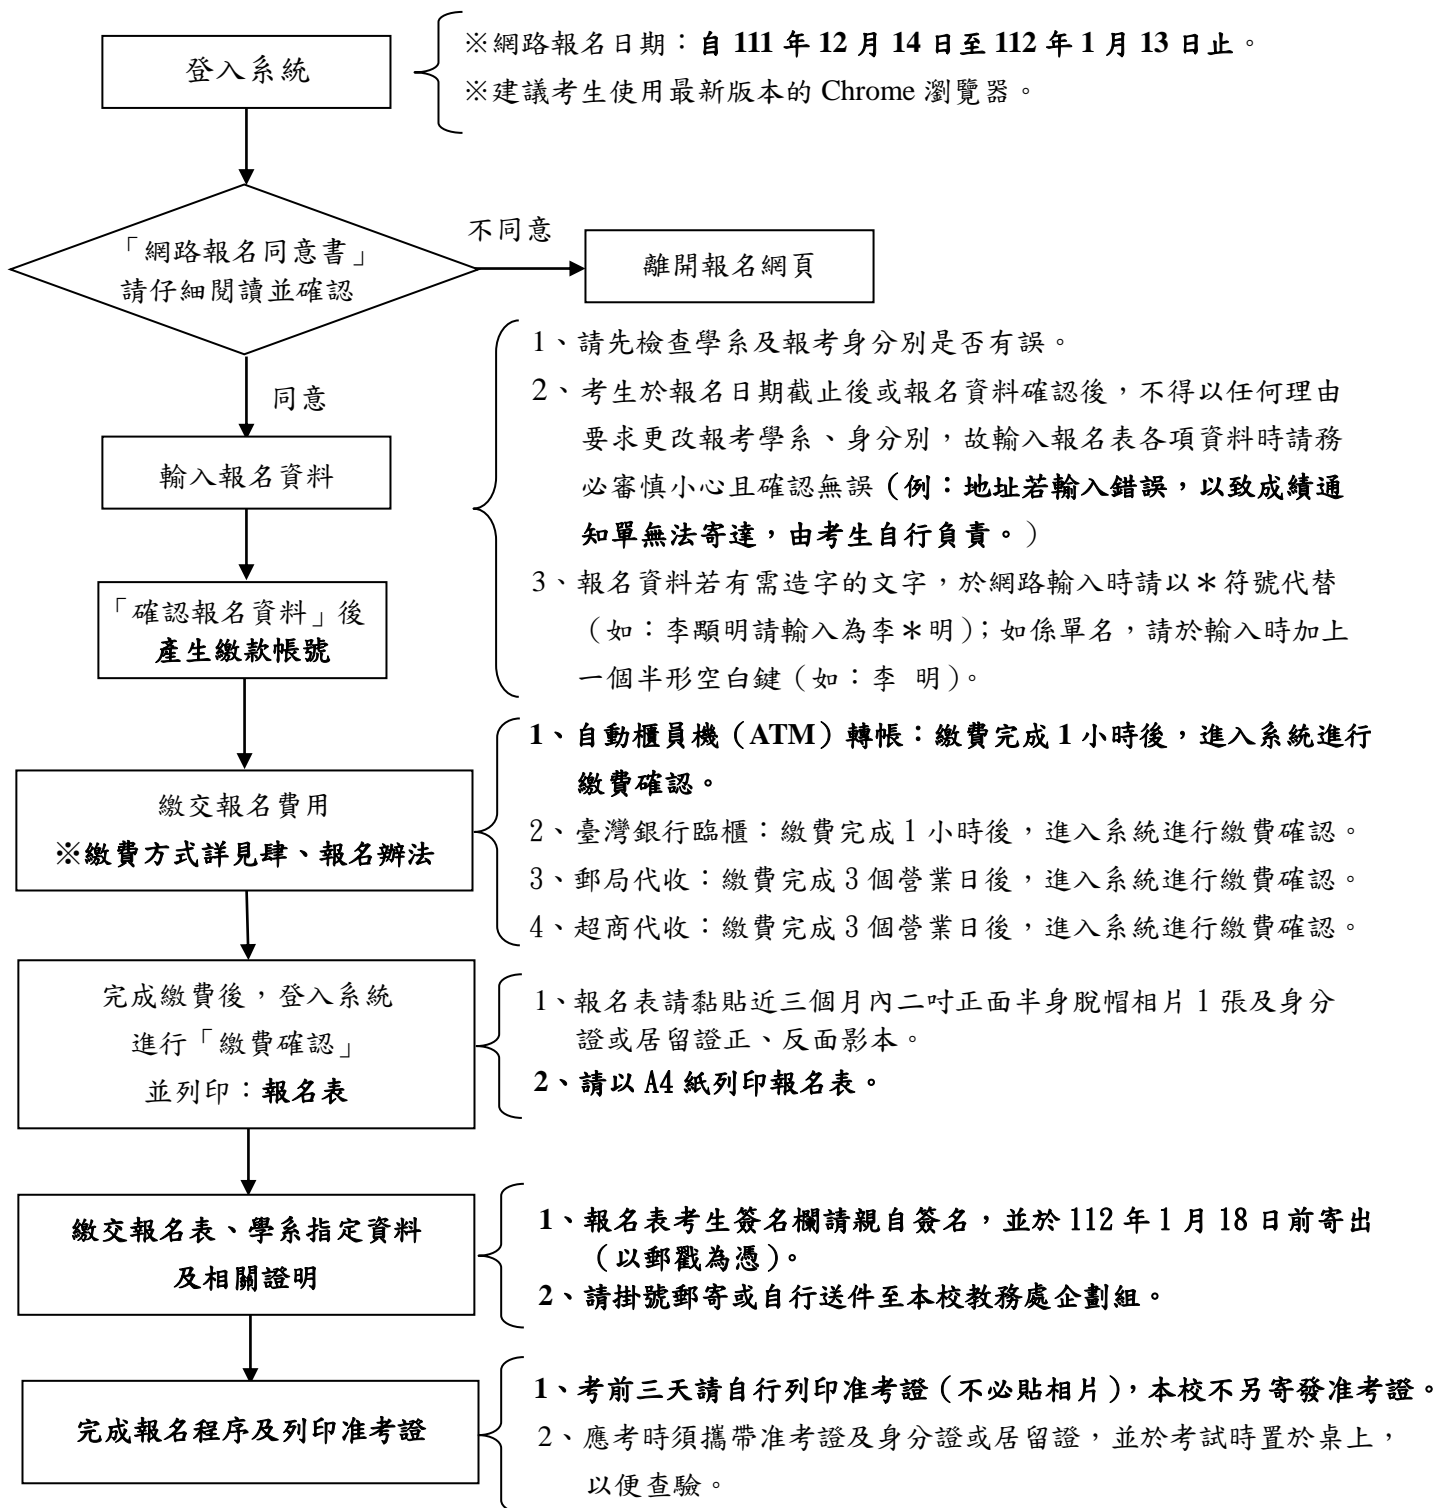 登入系統
※網路報名日期：自 111 年 12 月 14 日至 112 年 1 月 13 日止。
※建議考生使用最新版本的 Chrome 瀏覽器。
「網路報名同意書」
請仔細閱讀並確認
不同意
離開報名網頁
同意
輸入報名資料
「確認報名資料」後
產生繳款帳號
1、請先檢查學系及報考身分別是否有誤。
2、考生於報名日期截止後或報名資料確認後，不得以任何理由
要求更改報考學系、身分別，故輸入報名表各項資料時請務
必審慎小心且確認無誤（例：地址若輸入錯誤，以致成績通
知單無法寄達，由考生自行負責。）
3、報名資料若有需造字的文字，於網路輸入時請以＊符號代替
（如：李顒明請輸入為李＊明）；如係單名，請於輸入時加上
一個半形空白鍵（如：李 明）。
繳交報名費用
※繳費方式詳見肆、報名辦法
1、自動櫃員機（ATM）轉帳：繳費完成 1 小時後，進入系統進行
繳費確認。
2、臺灣銀行臨櫃：繳費完成 1 小時後，進入系統進行繳費確認。
3、郵局代收：繳費完成 3 個營業日後，進入系統進行繳費確認。
4、超商代收：繳費完成 3 個營業日後，進入系統進行繳費確認。
完成繳費後，登入系統
進行「繳費確認」
並列印：報名表
1、報名表請黏貼近三個月內二吋正面半身脫帽相片 1 張及身分
證或居留證正、反面影本。
2、請以 A4 紙列印報名表。
繳交報名表、學系指定資料
及相關證明
1、報名表考生簽名欄請親自簽名，並於 112 年 1 月 18 日前寄出
（以郵戳為憑）。
2、請掛號郵寄或自行送件至本校教務處企劃組。
完成報名程序及列印准考證
1、考前三天請自行列印准考證（不必貼相片），本校不另寄發准考證。
2、應考時須攜帶准考證及身分證或居留證，並於考試時置於桌上，
以便查驗。